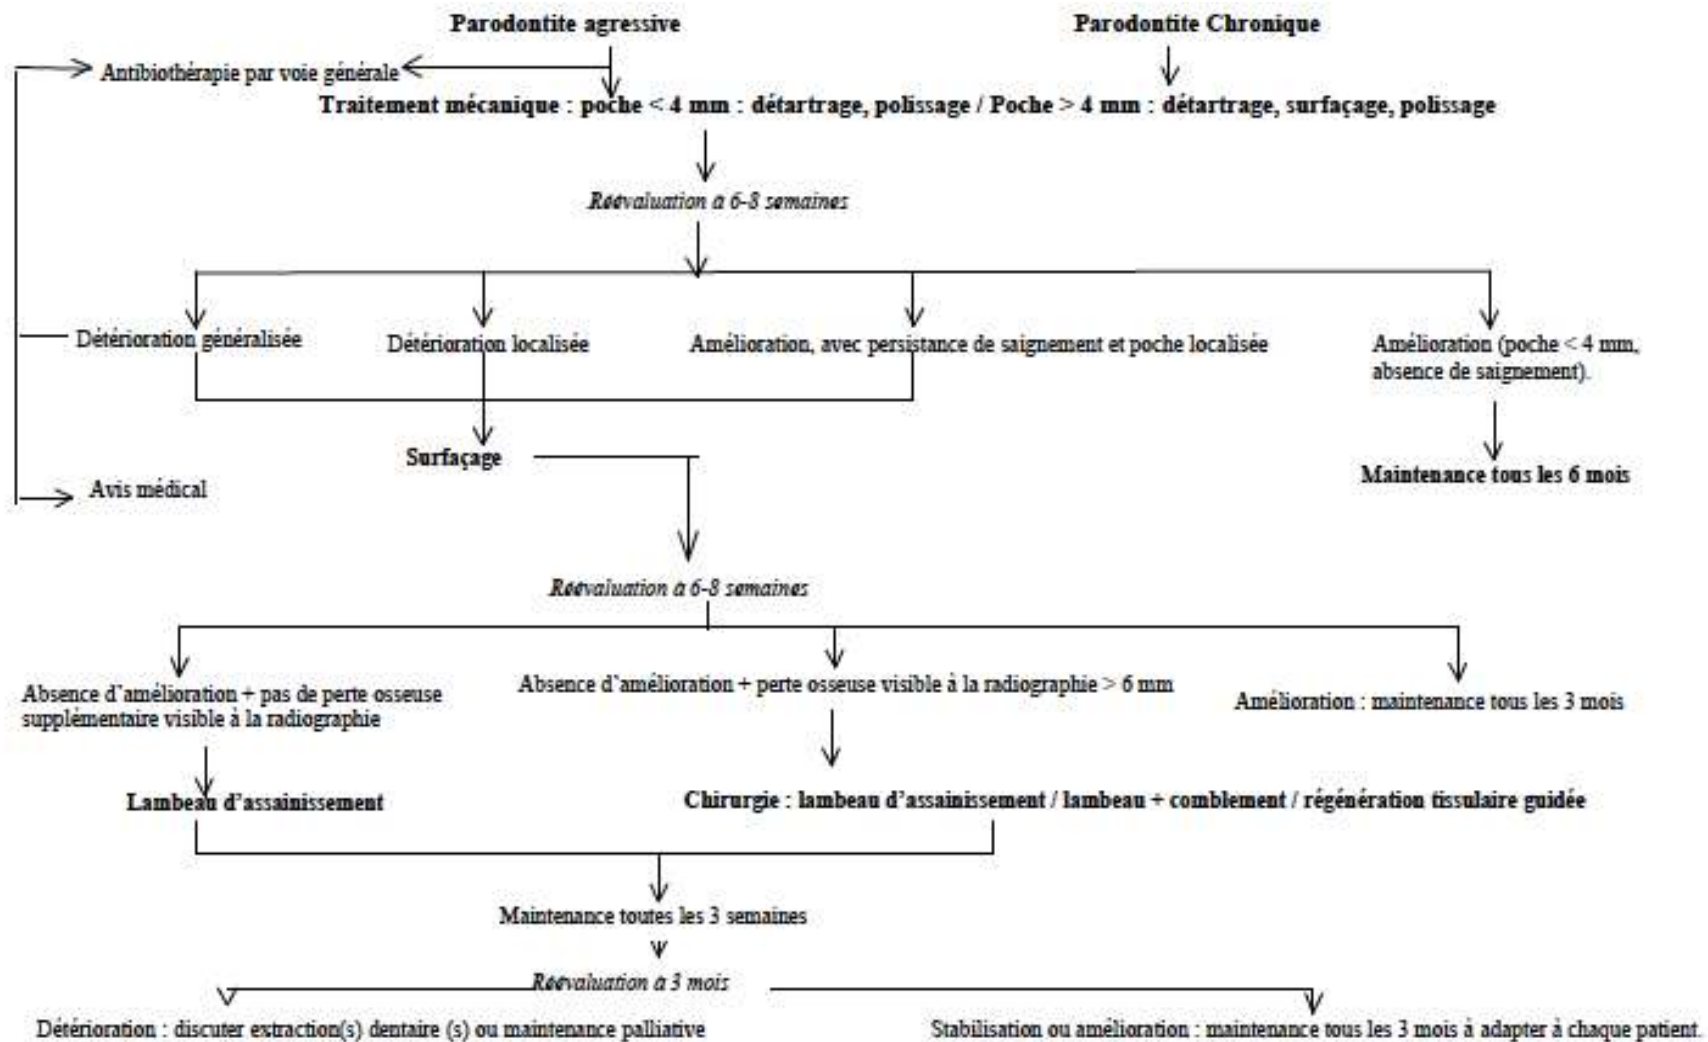 Parodontite agressive
Parodontite Chronique
Antibiothérapie par voie générale
Traitement mécanique : poche < 4 mm : détartrage, polissage / Poche > 4 mm : détartrage, surfaçage, polissage
Réévaluation à 6-8 semaines
Détérioration généralisée
Détérioration localisée
Amélioration, avec persistance de saignement et poche localisée
Amélioration (poche < 4 mm,
absence de saignement).
Surfaçage
Maintenance tous les 6 mois
Avis médical
Réévaluation à 6-8 semaines
Absence d'amélioration + pas de perte osseuse
supplémentaire visible à la radiographie
Absence d'amélioration + perte osseuse visible à la radiographie > 6 mm
Amélioration : maintenance tous les 3 mois
Lambeau d'assainissement
Chirurgie : lambeau d'assainissement / lambeau + comblement / régénération tissulaire guidée
Maintenance toutes les 3 semaines
Réévaluation à 3 mois
Détérioration : discuter extraction(s) dentaire (s) ou maintenance palliative
Stabilisation ou amélioration : maintenance tous les 3 mois à adapter à chaque patient.